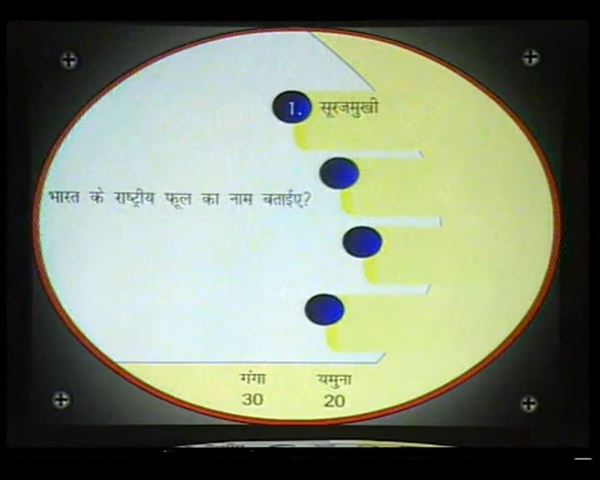 1. सूरजमुखी
भारत के राष्ट्रीय फूल का नाम बताईए?
गंगा यमुना
30 20